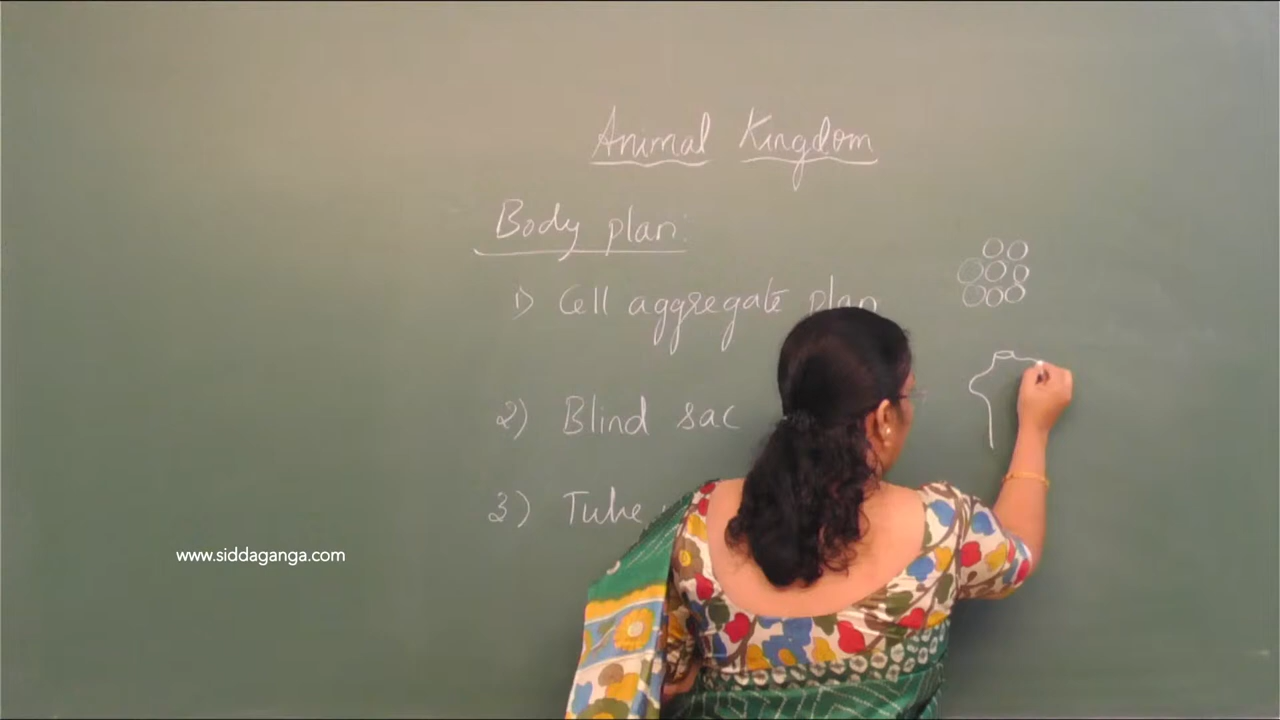 Animal Kingdom
Body plan:
1) Cell aggregate plan
2) Blind sac
3) Tube
www.siddaganga.com